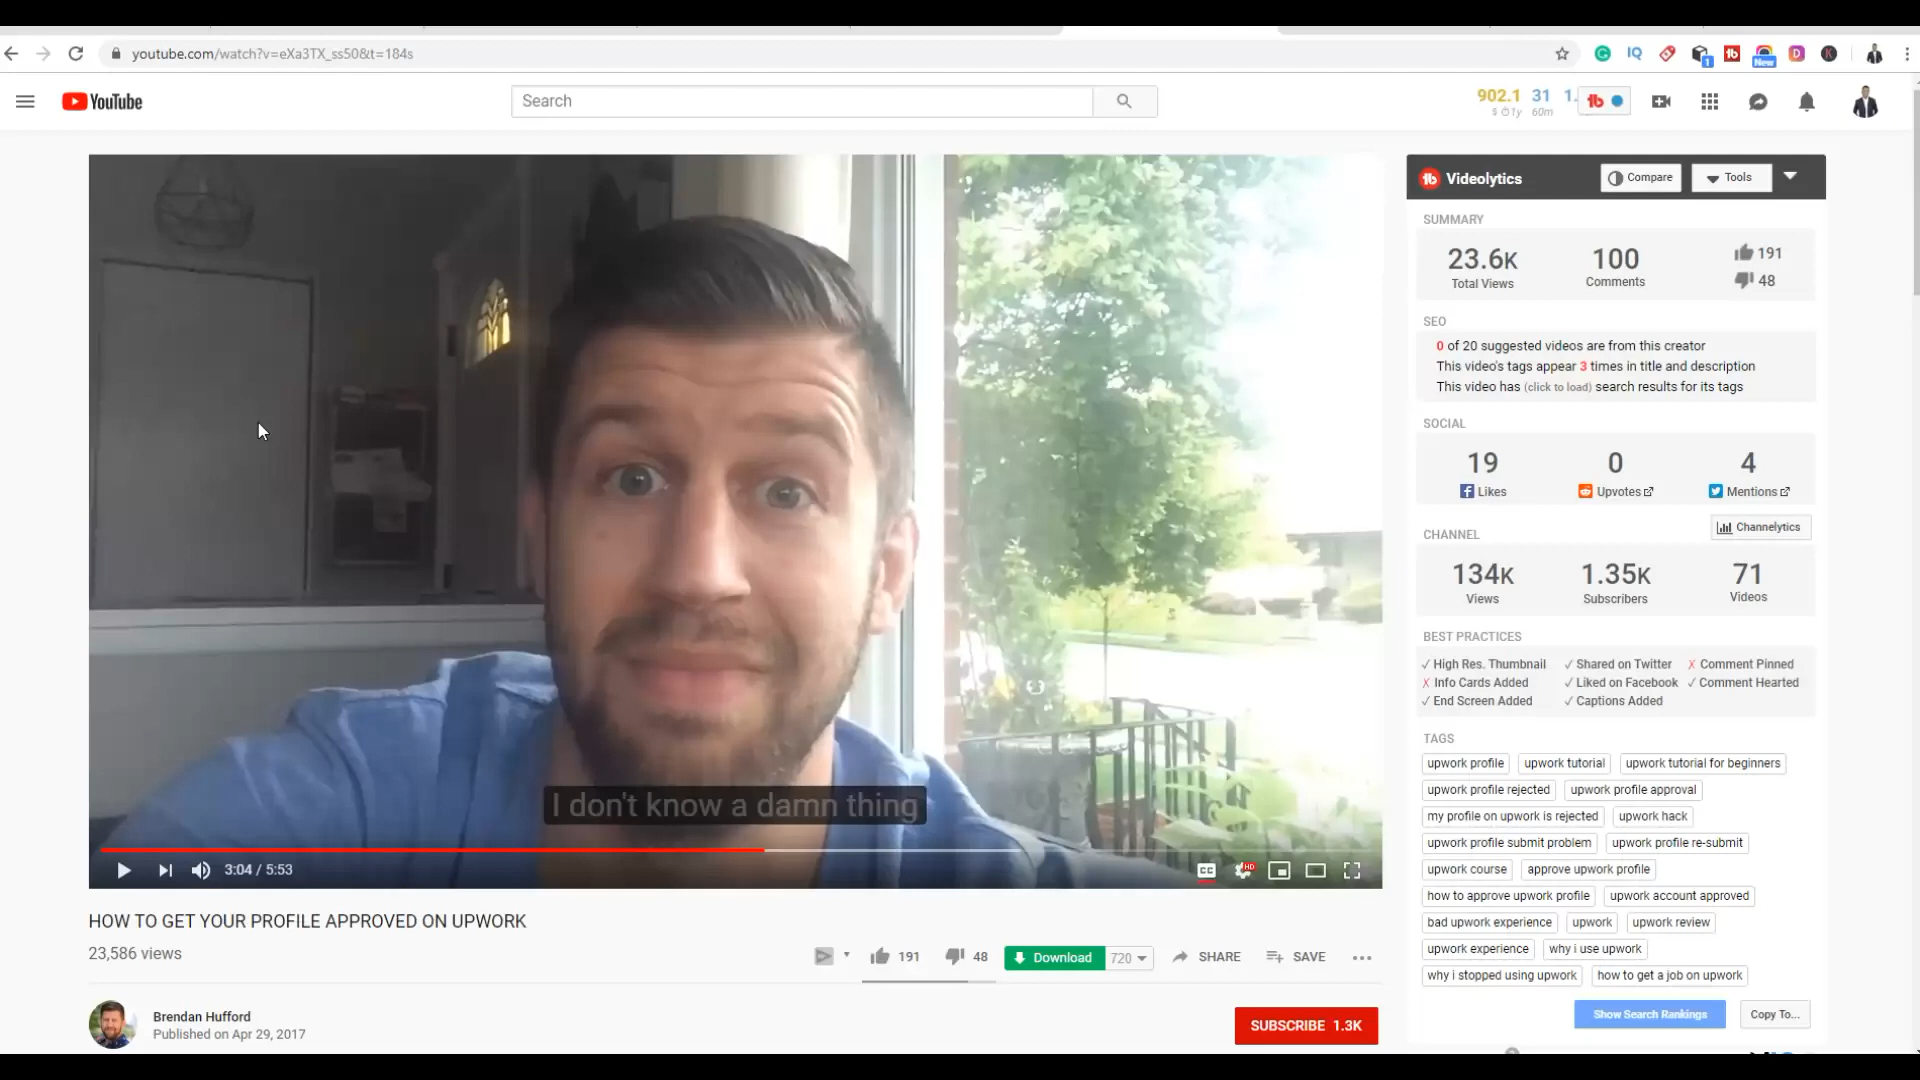 youtube.com/watch?v=eXa3TX_ss50&t=184s
IQ
1
New
D
K
YouTube
Search
902.1 31 1.
$ ⏱1y 60m
Videolytics
Compare
Tools
SUMMARY
23.6K
Total Views
100
Comments
191
48
SEO
0 of 20 suggested videos are from this creator
This video's tags appear 3 times in title and description
This video has (click to load) search results for its tags
SOCIAL
19
Likes
0
Upvotes
4
Mentions
CHANNEL
Channelytics
134K
Views
1.35K
Subscribers
71
Videos
BEST PRACTICES
✓ High Res. Thumbnail ✓ Shared on Twitter ✗ Comment Pinned
✗ Info Cards Added ✓ Liked on Facebook ✓ Comment Hearted
✓ End Screen Added ✓ Captions Added
TAGS
upwork profile upwork tutorial upwork tutorial for beginners
upwork profile rejected upwork profile approval
my profile on upwork is rejected upwork hack
upwork profile submit problem upwork profile re-submit
upwork course approve upwork profile
how to approve upwork profile upwork account approved
bad upwork experience upwork upwork review
upwork experience why i use upwork
why i stopped using upwork how to get a job on upwork
Show Search Rankings
Copy To...
I don't know a damn thing
3:04 / 5:53
CC
HD
HOW TO GET YOUR PROFILE APPROVED ON UPWORK
23,586 views
191
48
Download 720
SHARE
SAVE
Brendan Hufford
Published on Apr 29, 2017
SUBSCRIBE 1.3K